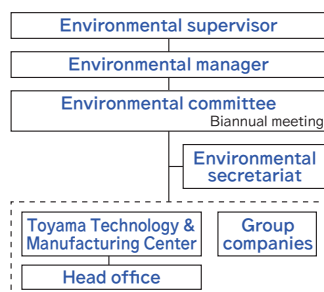 Environmental supervisor
Environmental manager
Environmental committee
Biannual meeting
Environmental
secretariat
Toyama Technology &
Manufacturing Center
Group
companies
Head office